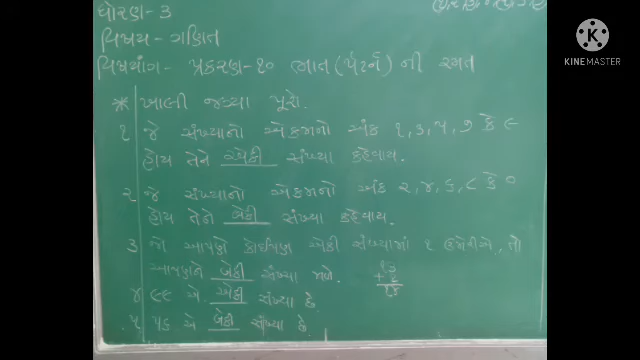 ધોરણ- ૩
વિષય - ગણિત
વિષયાંગ- પ્રકરણ-૧૦ ભાત (પેટર્ન) ની રમત
* ખાલી જગ્યા પૂરો.
૧ જે સંખ્યાનો એકમનો અંક ૧, ૩, ૫, ૭ કે ૯
હોય તેને એકી સંખ્યા કહેવાય.
૨ જે સંખ્યાનો એકમનો અંક ૨, ૪, ૬, ૮ કે ૦
હોય તેને બેકી સંખ્યા કહેવાય.
૩ જો આપણે કોઈપણ એકી સંખ્યામાં ૧ ઉમેરીએ, તો
આપણને બેકી સંખ્યા મળે.
૪ ૯૯ એ એકી સંખ્યા છે
૫ ૫૬ એ બેકી સંખ્યા છે.
KINEMASTER